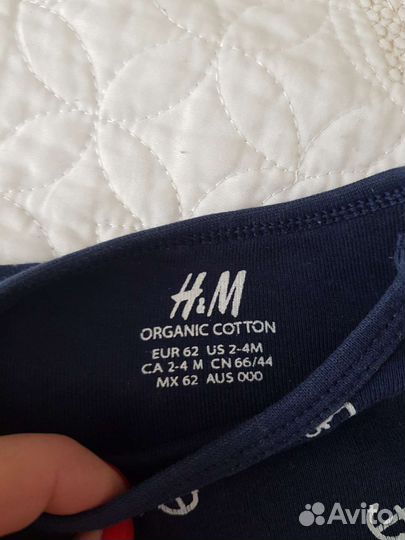 H&M
ORGANIC COTTON
EUR 62 US 2-4M
CA 2-4 M CN 66/44
MX 62 AUS 000
Avito